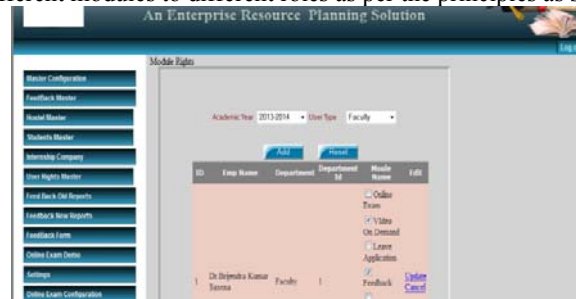 An Enterprise Resource Planning Solution
Module Rights
Master Configuration
FeedBack Master
Hostel Master
Students Master
Internship Company
User Rights Master
Feed Back Old Reports
Feedback New Reports
Feedback Form
Online Exam Demo
Settings
Online Exam Configuration
Academic Year 2013-2014 User Type Faculty
Add Reset
ID Emp Name Department Department Id Moule Name Edit
Online Exam
Video On Demand
Leave Application
1 Dr.Brijendra Kumar Saxena Faculty 1 Feedback Update Cancel